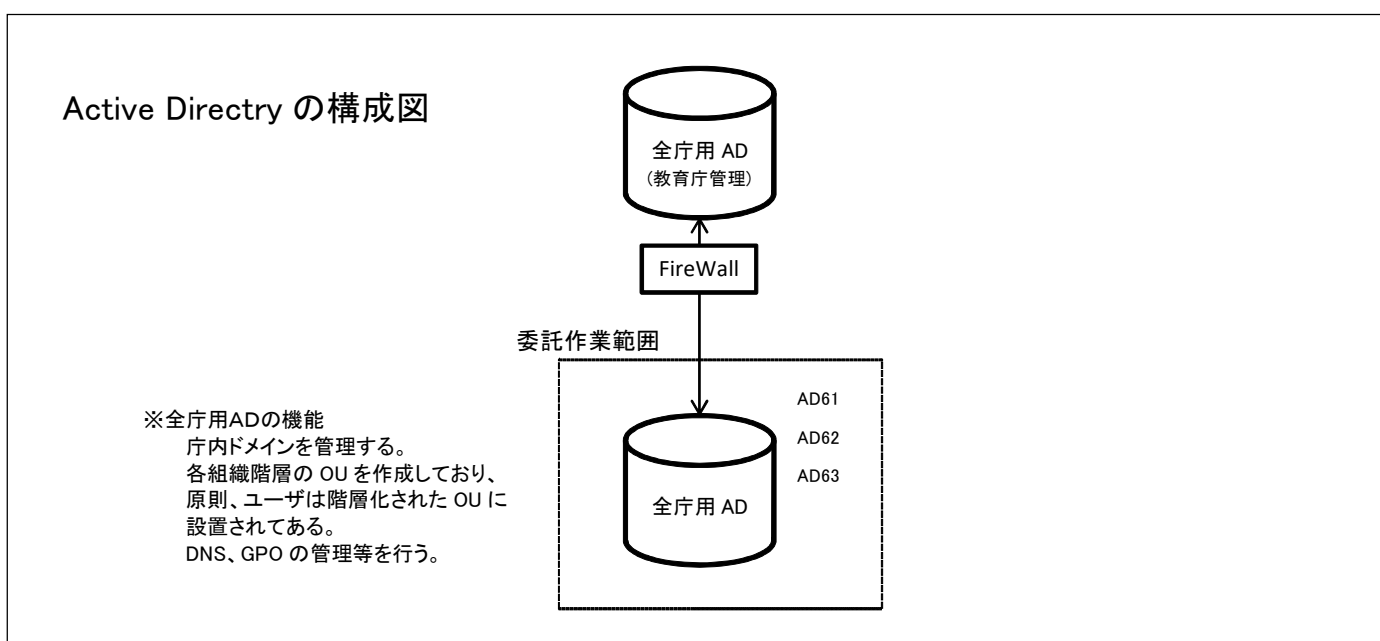 Active Directry の構成図
全庁用 AD
(教育庁管理)
FireWall
委託作業範囲
AD61
AD62
AD63
全庁用 AD
※全庁用ADの機能
庁内ドメインを管理する。
各組織階層の OU を作成しており、
原則、ユーザは階層化された OU に
設置されてある。
DNS、GPO の管理等を行う。